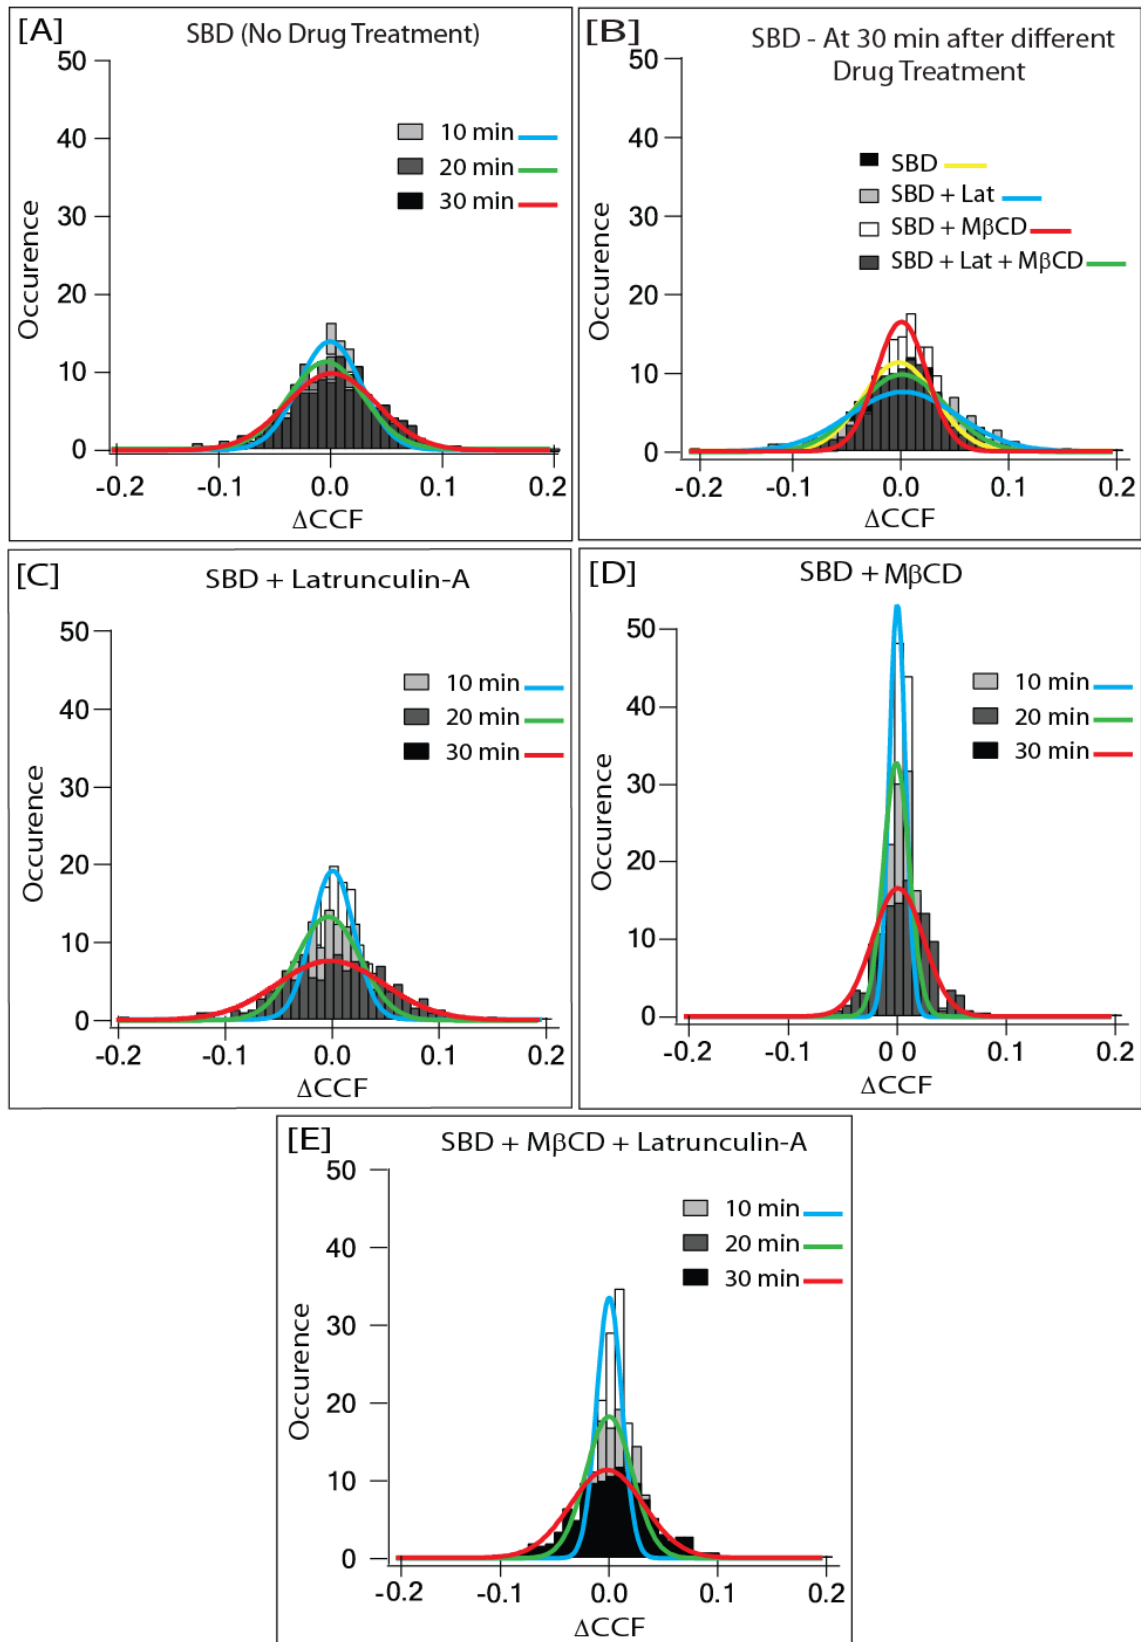 [A] SBD (No Drug Treatment)
50
40
30
20
10
0
Occurence
10 min
20 min
30 min
-0.2 -0.1 0.0 0.1 0.2
ΔCCF
[B] SBD - At 30 min after different
Drug Treatment
50
40
30
20
10
0
Occurence
SBD
SBD + Lat
SBD + MβCD
SBD + Lat + MβCD
-0.2 -0.1 0.0 0.1 0.2
ΔCCF
[C] SBD + Latrunculin-A
50
40
30
20
10
0
Occurence
10 min
20 min
30 min
-0.2 -0.1 0.0 0.1 0.2
ΔCCF
[D] SBD + MβCD
50
40
30
20
10
0
Occurence
10 min
20 min
30 min
-0.2 -0.1 0 0 0.1 0.2
ΔCCF
[E] SBD + MβCD + Latrunculin-A
50
40
30
20
10
0
Occurence
10 min
20 min
30 min
-0.2 -0.1 0.0 0.1 0.2
ΔCCF